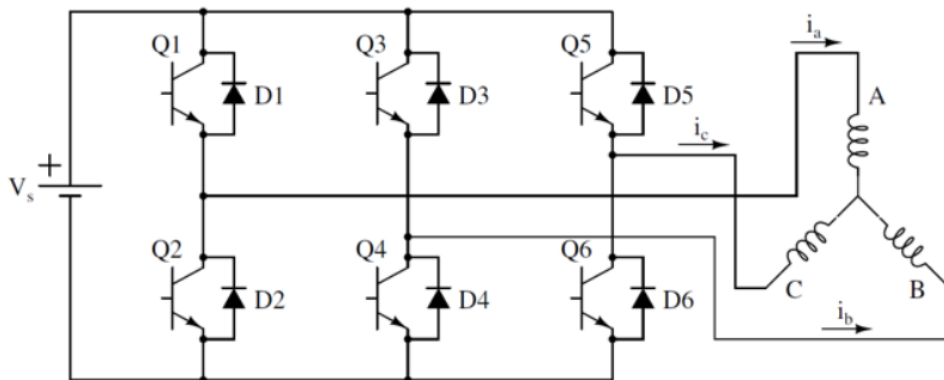 i_a
Q1
Q3
Q5
D1
D3
D5
A
i_c
+
V_s
Q2
Q4
Q6
D2
D4
D6
C
B
i_b